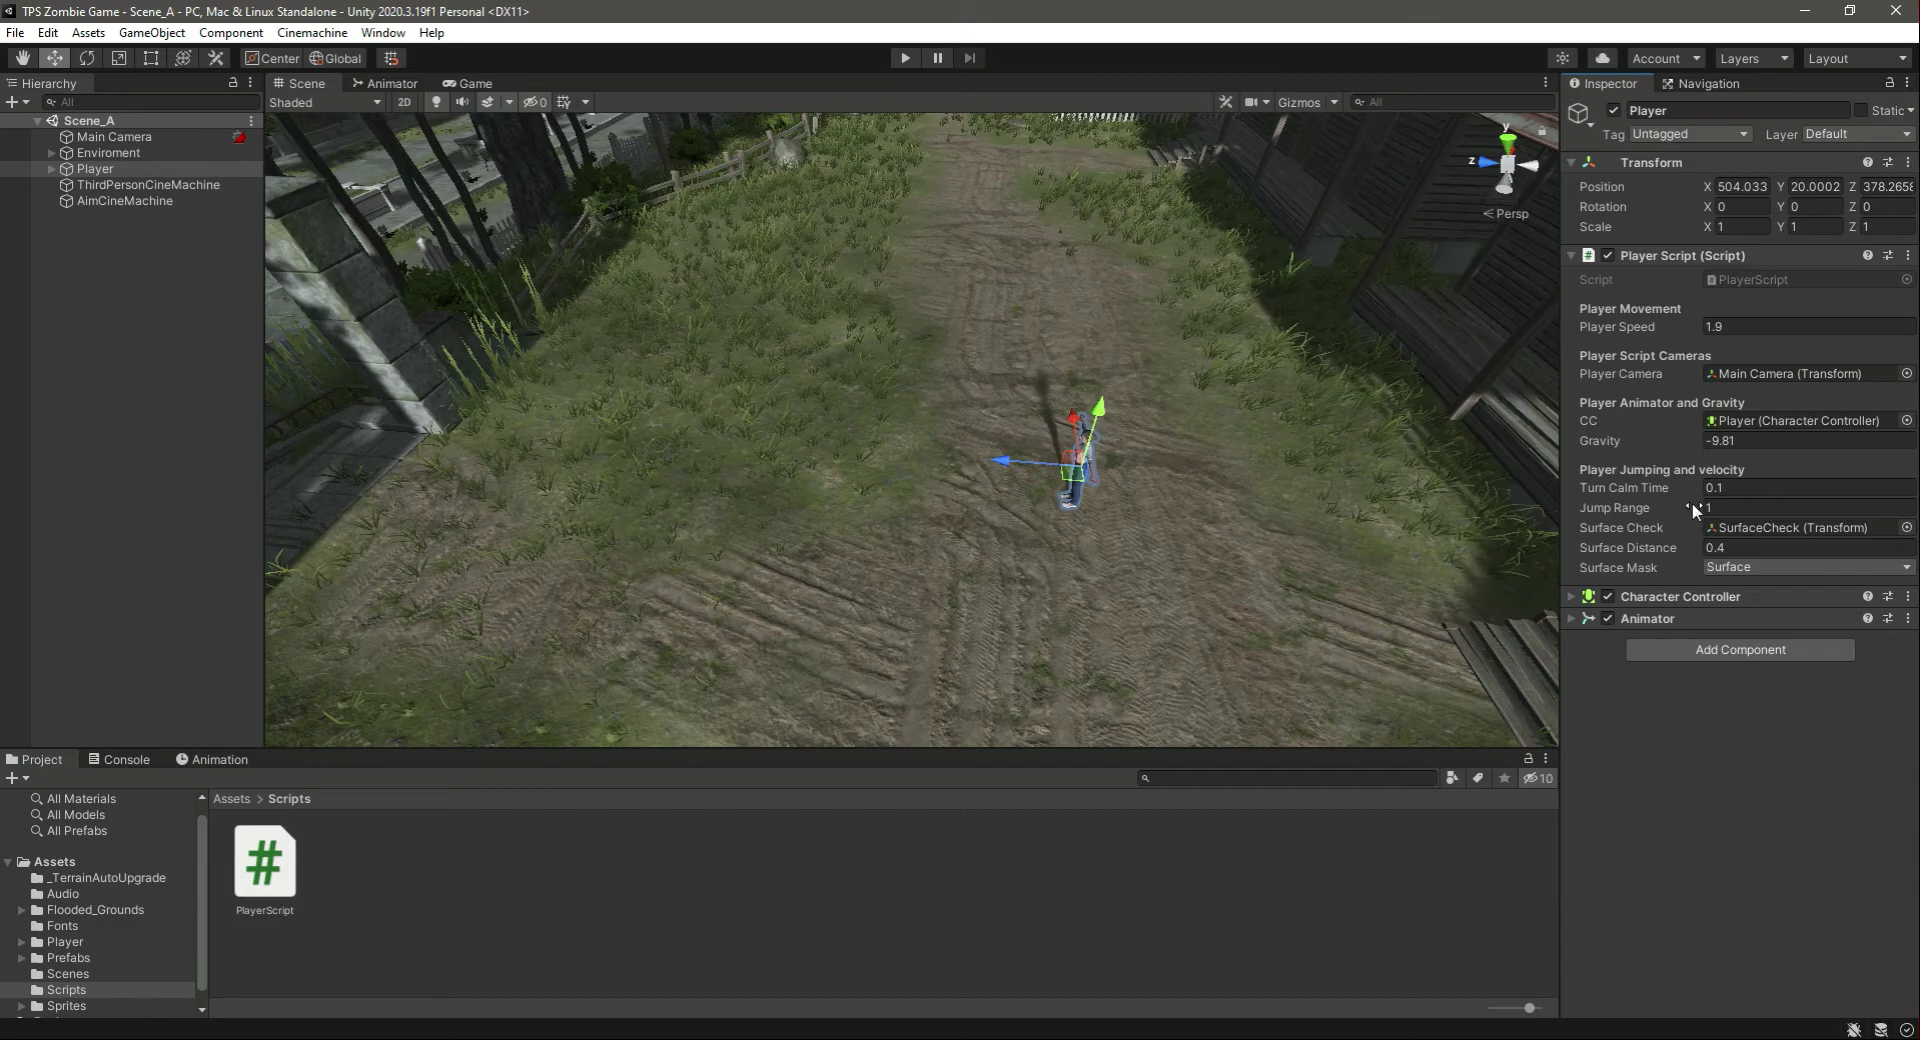 TPS Zombie Game - Scene_A - PC, Mac & Linux Standalone - Unity 2020.3.19f1 Personal <DX11>
File Edit Assets GameObject Component Cinemachine Window Help
Center Global Account Layers Layout
Hierarchy
All
Scene_A
Main Camera
Enviroment
Player
ThirdPersonCineMachine
AimCineMachine
Scene Animator Game
Shaded 2D 0 Gizmos All
y
z
Persp
Inspector Navigation
Player Static
Tag Untagged Layer Default
Transform
Position X 504.033 Y 20.0002 Z 378.2658
Rotation X 0 Y 0 Z 0
Scale X 1 Y 1 Z 1
# Player Script (Script)
Script PlayerScript
Player Movement
Player Speed 1.9
Player Script Cameras
Player Camera Main Camera (Transform)
Player Animator and Gravity
CC Player (Character Controller)
Gravity -9.81
Player Jumping and velocity
Turn Calm Time 0.1
Jump Range 1
Surface Check SurfaceCheck (Transform)
Surface Distance 0.4
Surface Mask Surface
Character Controller
Animator
Add Component
Project Console Animation
10
All Materials
All Models
All Prefabs
Assets
_TerrainAutoUpgrade
Audio
Flooded_Grounds
Fonts
Player
Prefabs
Scenes
Scripts
Sprites
Assets > Scripts
#
PlayerScript